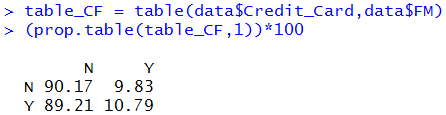 > table_CF = table(data$Credit_Card,data$FM)
> (prop.table(table_CF,1))*100
N Y
N 90.17 9.83
Y 89.21 10.79